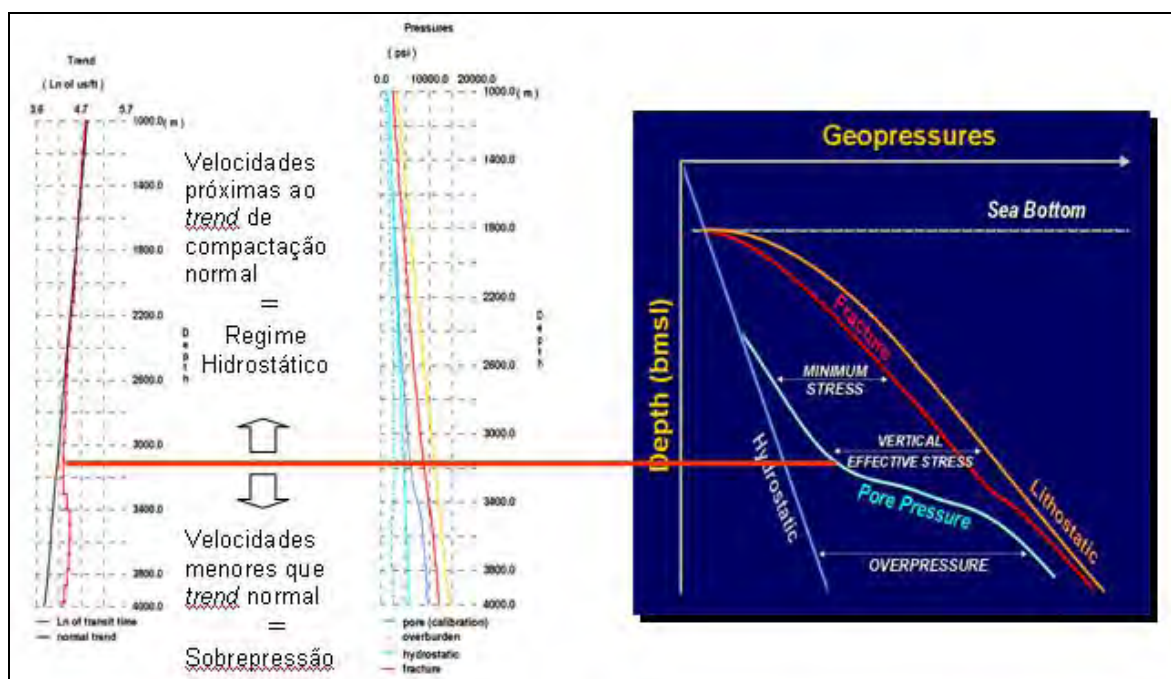 Trend
( Ln of us/ft )
3.6 4.7 5.7
1000.0 ( m )
1400.0
1800.0
2200.0
2600.0
3000.0
3400.0
3800.0
4000.0
Depth
Ln of transit time
normal trend
Velocidades
próximas ao
trend de
compactação
normal
=
Regime
Hidrostático
Velocidades
menores que
trend normal
=
Sobrepressão
Pressures
( psi )
0.0 10000.0 20000.0
1000.0 ( m )
1400.0
1800.0
2200.0
2600.0
3000.0
3400.0
3800.0
4000.0
Depth
pore (calibration)
overburden
hydrostatic
fracture
Geopressures
Sea Bottom
Depth (bmsl)
Fracture
MINIMUM
STRESS
VERTICAL
EFFECTIVE STRESS
Hydrostatic
Pore Pressure
Lithostatic
OVERPRESSURE